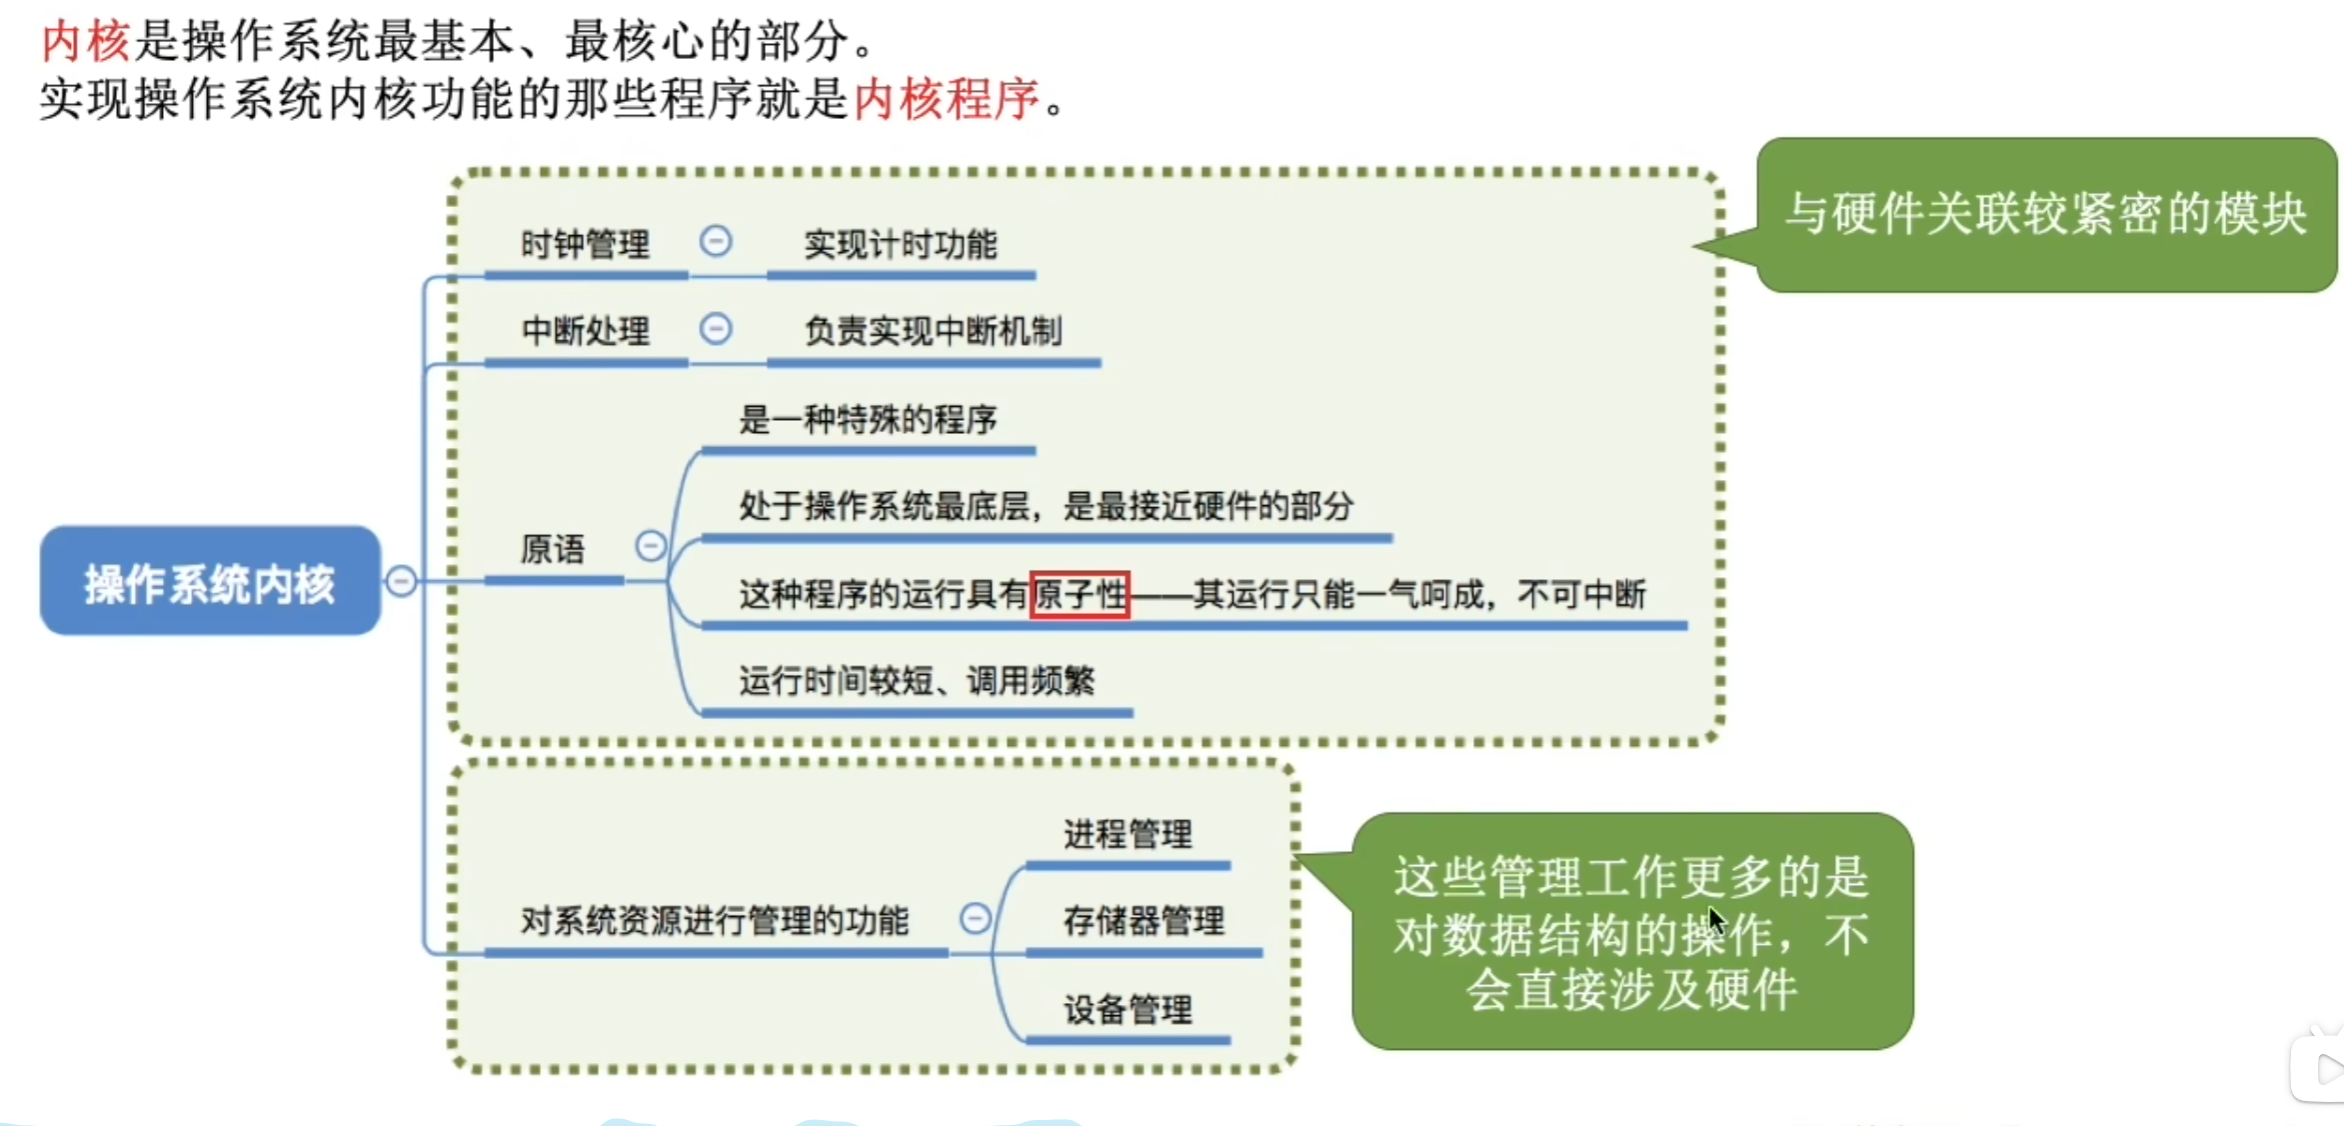 内核是操作系统最基本、最核心的部分。
实现操作系统内核功能的那些程序就是内核程序。
与硬件关联较紧密的模块
时钟管理
实现计时功能
中断处理
负责实现中断机制
是一种特殊的程序
处于操作系统最底层，是最接近硬件的部分
原语
操作系统内核
这种程序的运行具有原子性——其运行只能一气呵成，不可中断
运行时间较短、调用频繁
进程管理
对系统资源进行管理的功能
存储器管理
设备管理
这些管理工作更多的是
对数据结构的操作，不
会直接涉及硬件